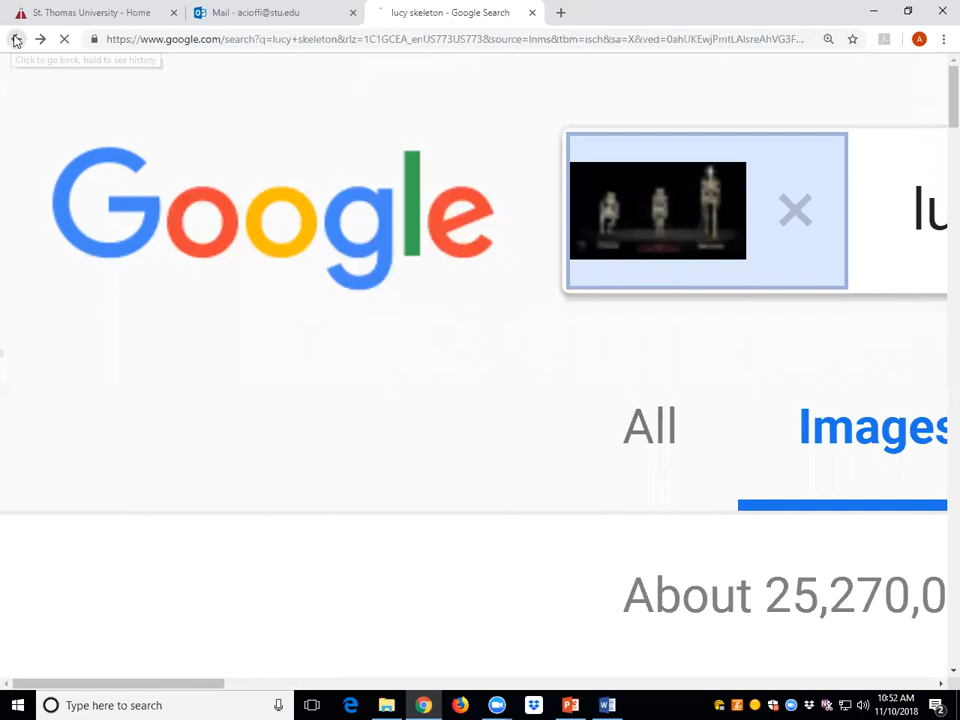 St. Thomas University - Home
Mail - acioffi@stu.edu
lucy skeleton - Google Search
https://www.google.com/search?q=lucy+skeleton&rlz=1C1GCEA_enUS773US773&source=lnms&tbm=isch&sa=X&ved=0ahUKEwjPmtLAlsreAhVG3F...
A
Click to go back, hold to see history
Google
lu
All Images
About 25,270,0
Type here to search
10:52 AM
11/10/2018
2